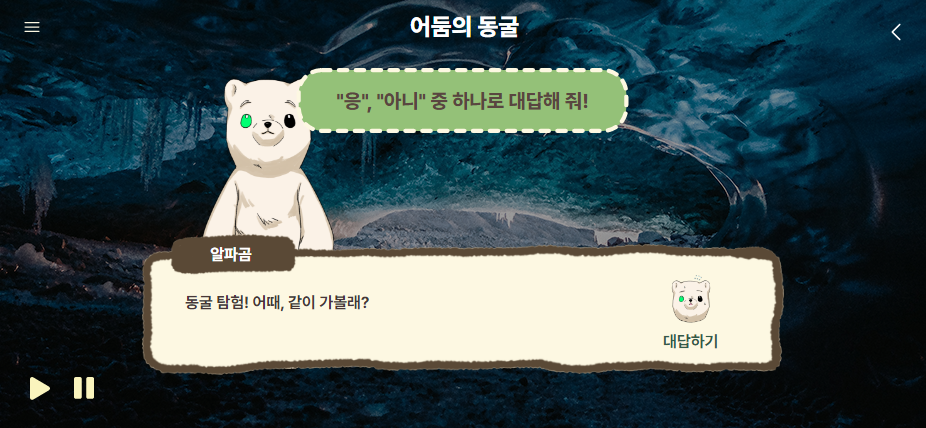 어둠의 동굴
"응", "아니" 중 하나로 대답해 줘!
알파곰
동굴 탐험! 어때, 같이 가볼래?
대답하기